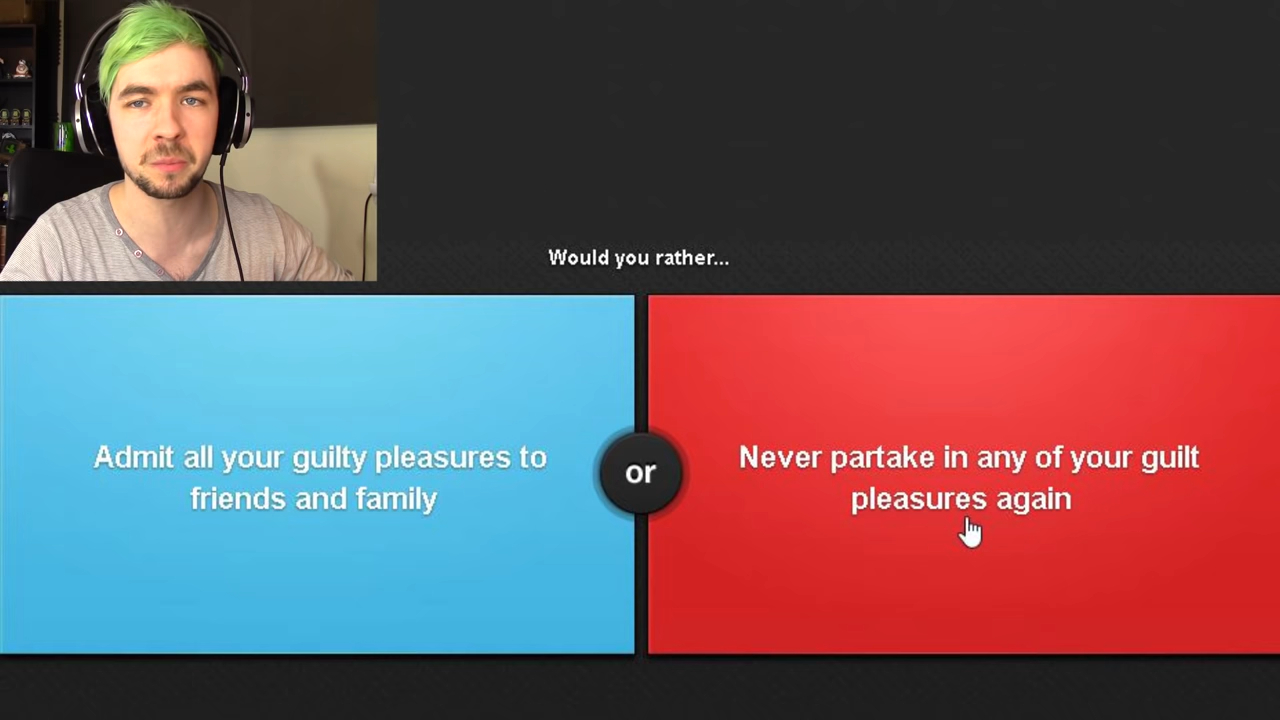 Would you rather...
Admit all your guilty pleasures to
friends and family
or
Never partake in any of your guilt
pleasures again